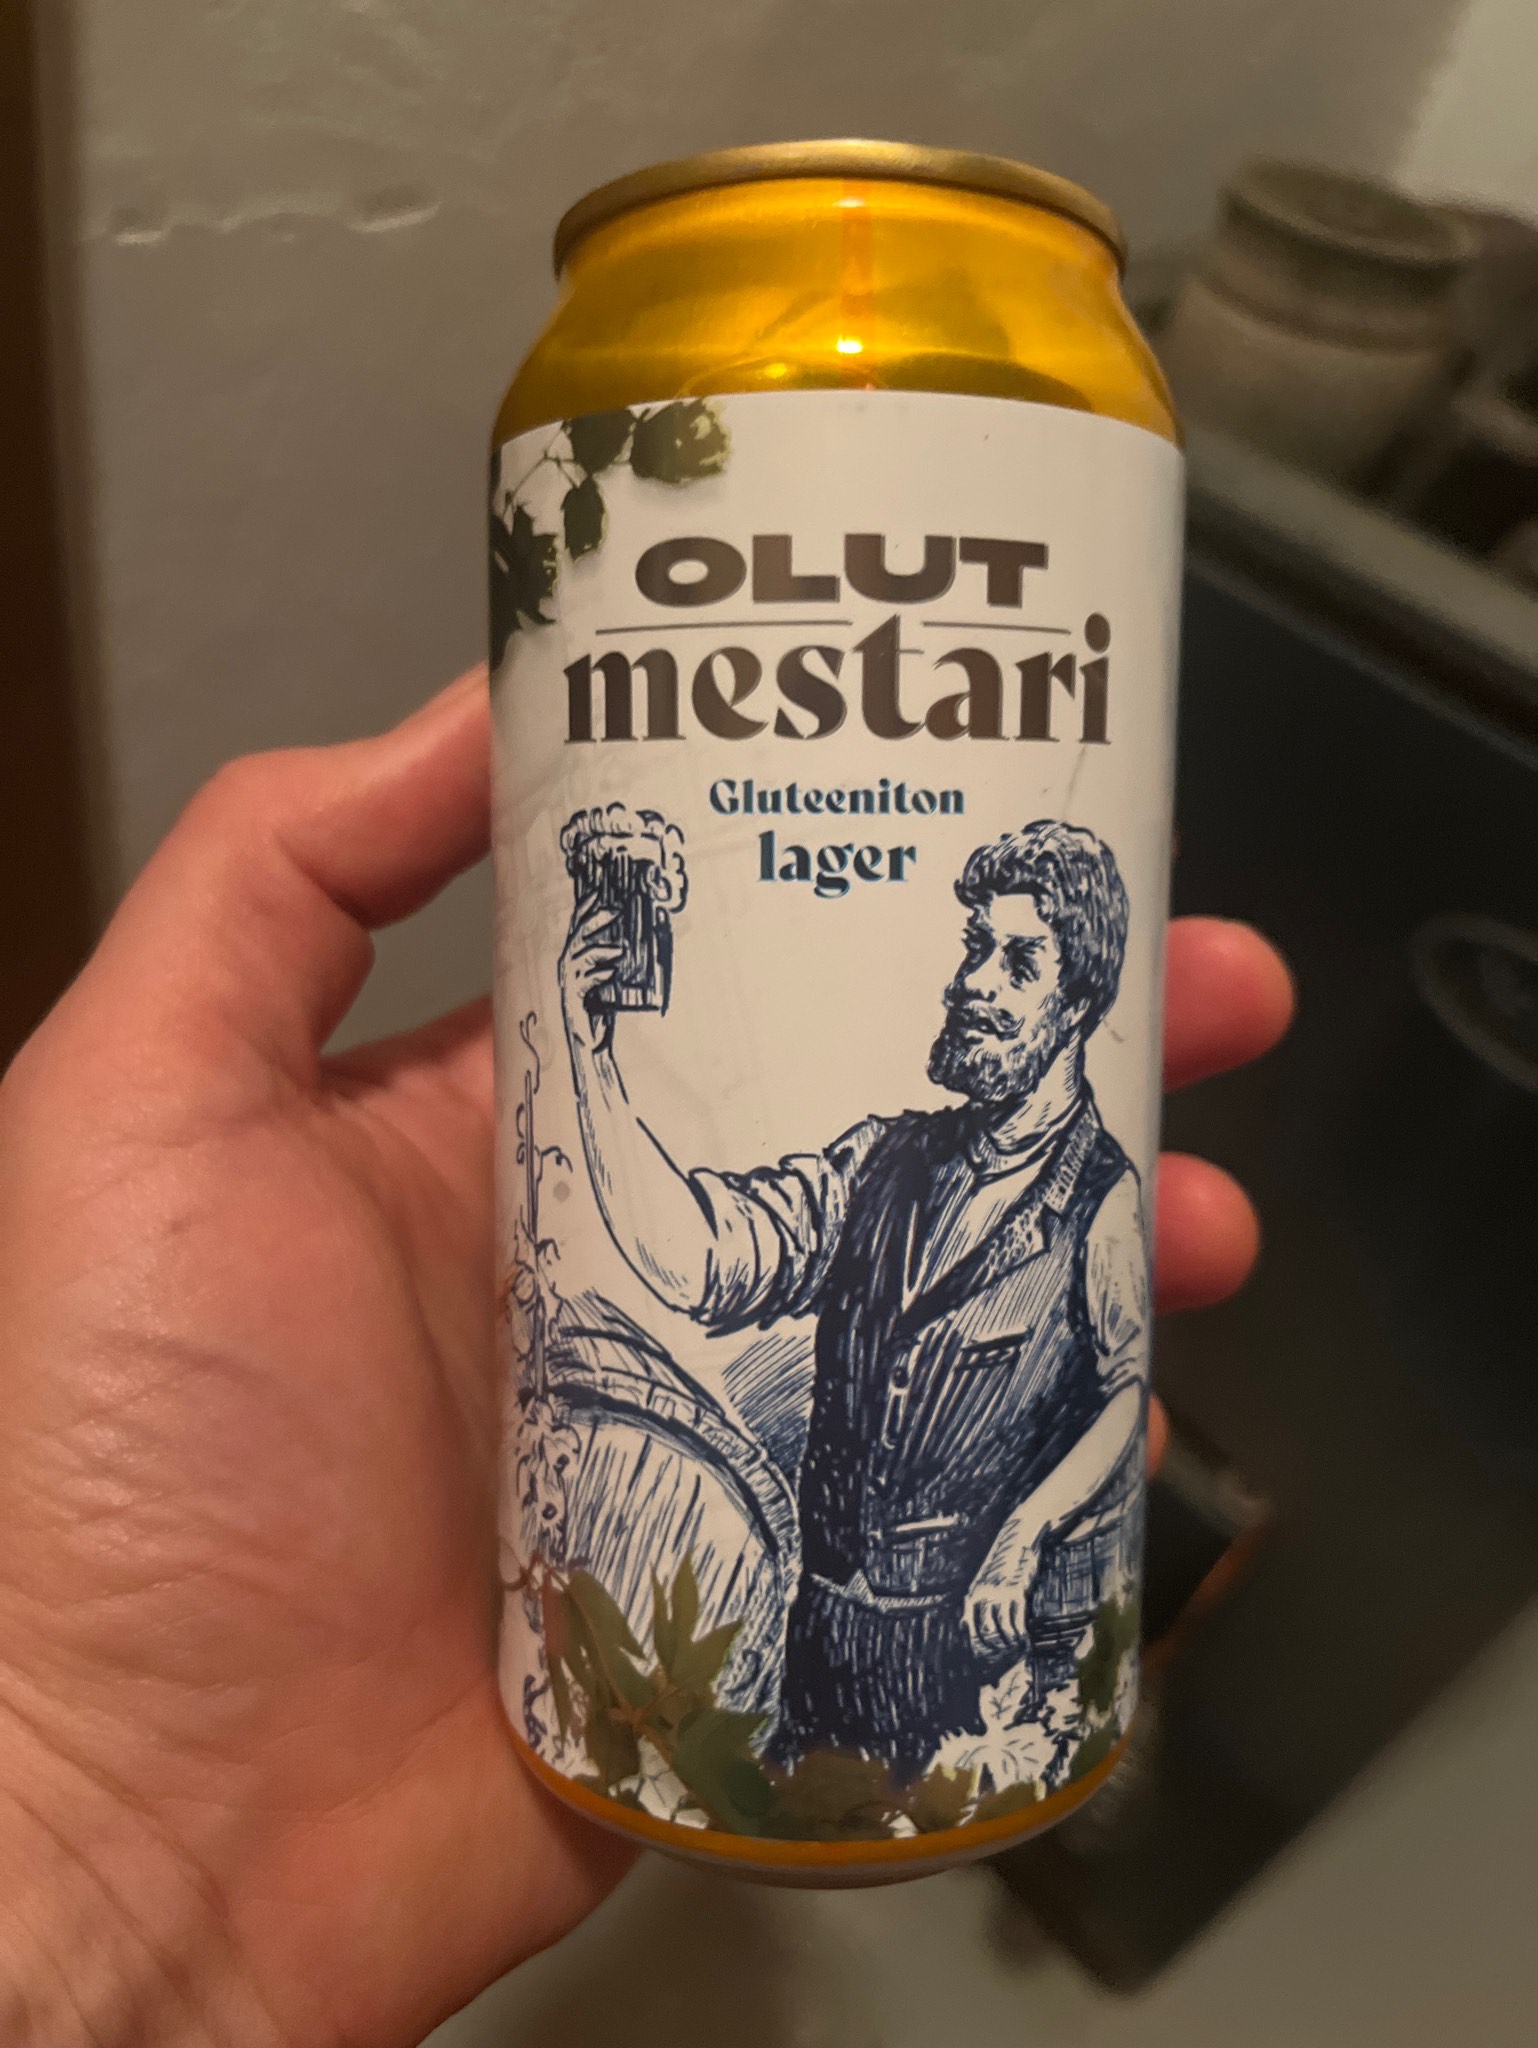 OLUT
mestari
Gluteeniton
lager